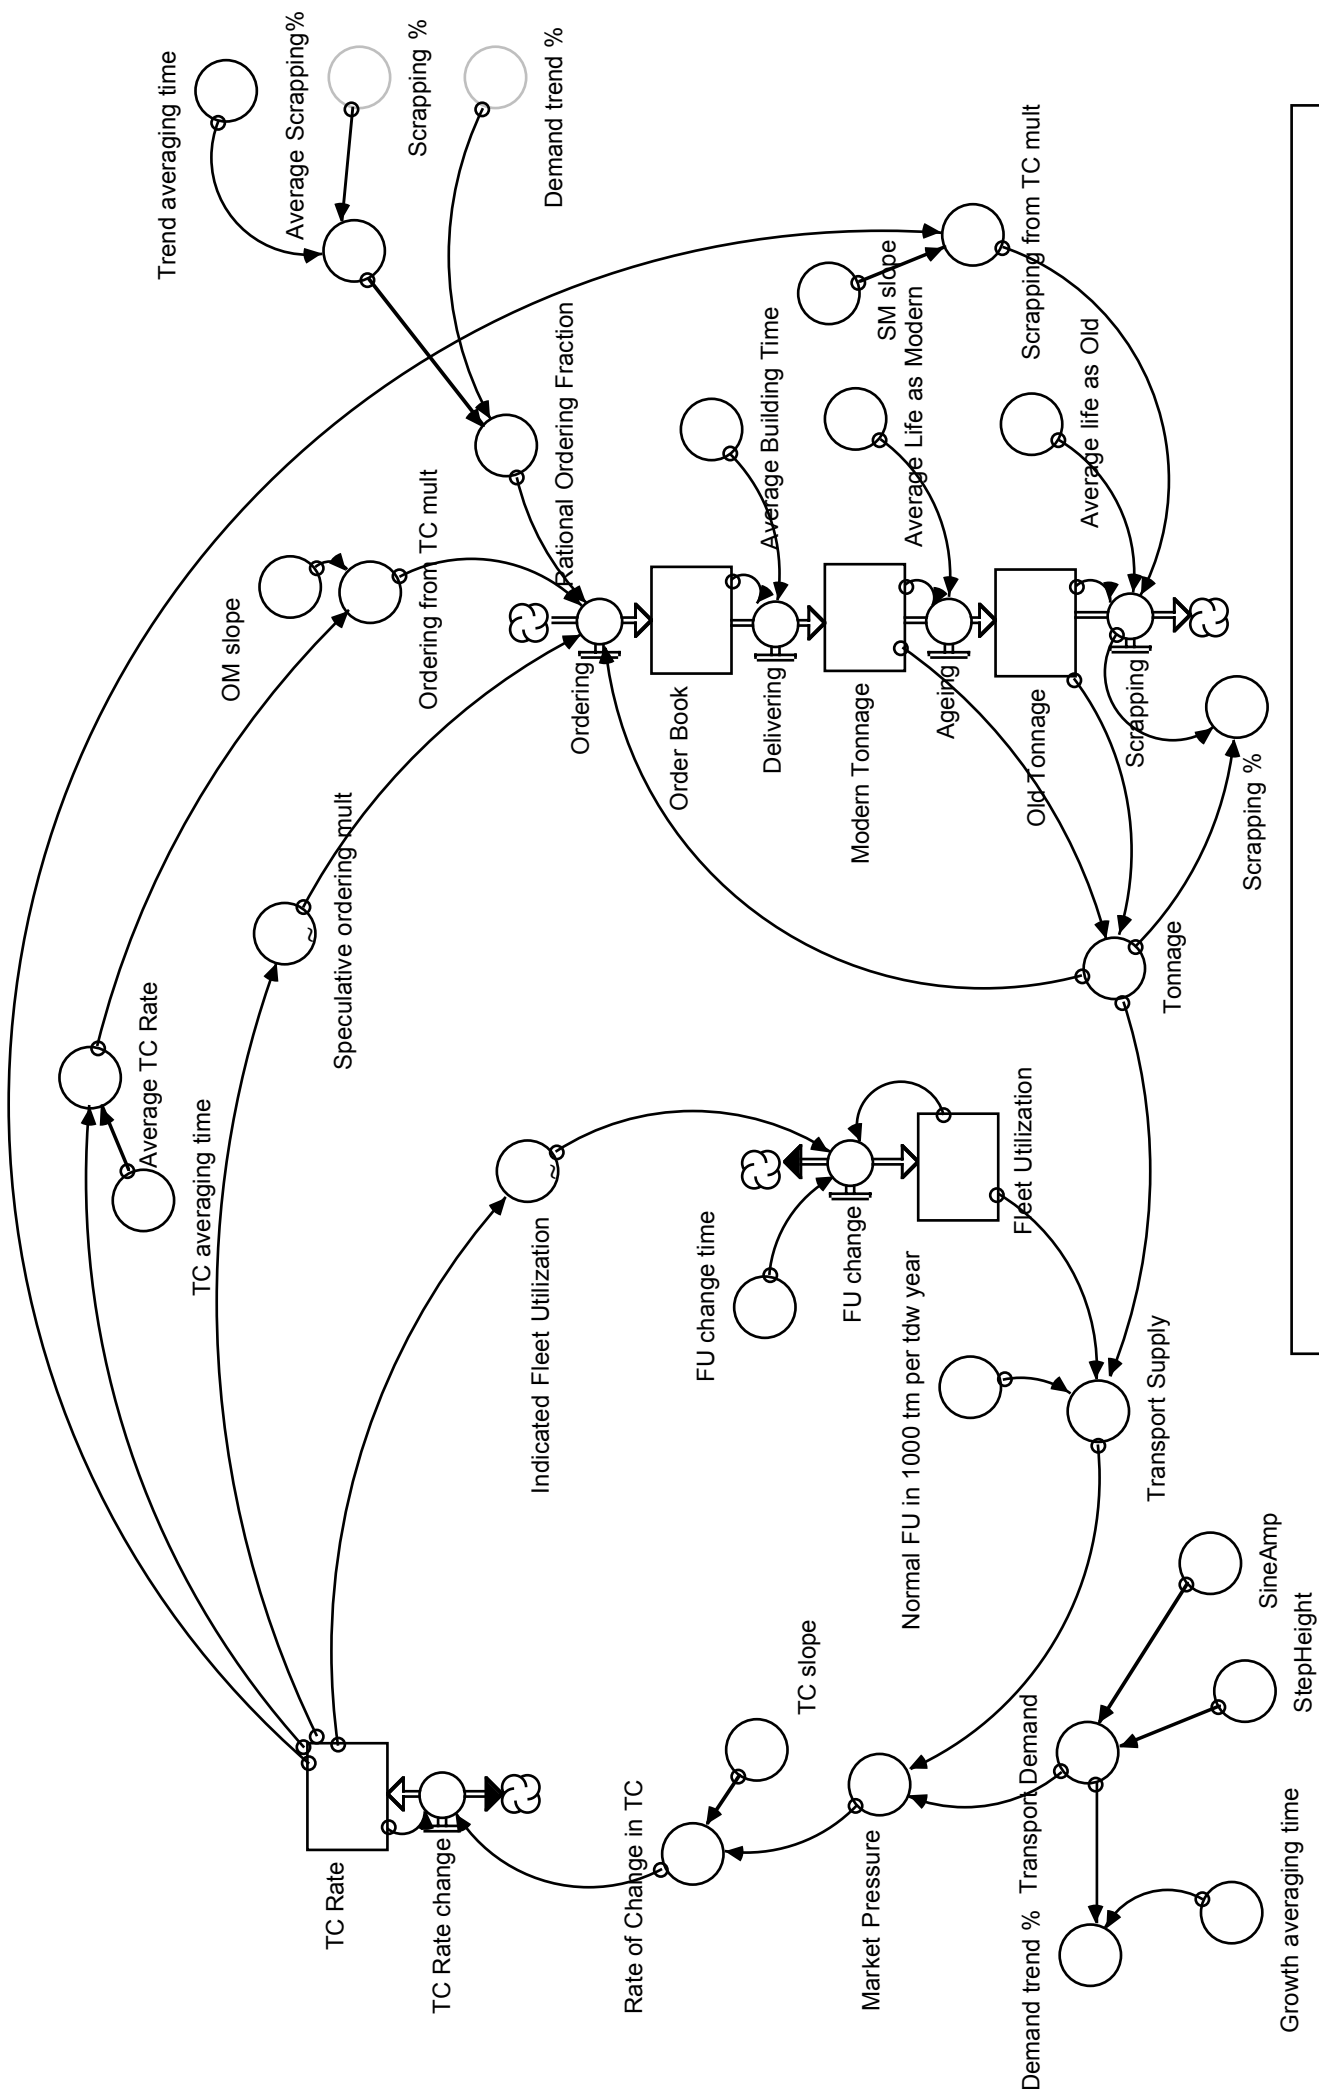 Trend averaging time
Average Scrapping%
Scrapping %
Demand trend %
OM slope
Ordering from TC mult
Rational Ordering Fraction
SM slope
Scrapping from TC mult
Average Building Time
Average Life as Modern
Average life as Old
Ordering
Order Book
Delivering
Modern Tonnage
Ageing
Old Tonnage
Scrapping
Scrapping %
Speculative ordering mult
~
Average TC Rate
TC averaging time
Tonnage
Indicated Fleet Utilization
~
FU change time
FU change
Fleet Utilization
Normal FU in 1000 tm per tdw year
Transport Supply
TC Rate
TC Rate change
Rate of Change in TC
TC slope
Market Pressure
Transport Demand
Demand trend %
SineAmp
StepHeight
Growth averaging time